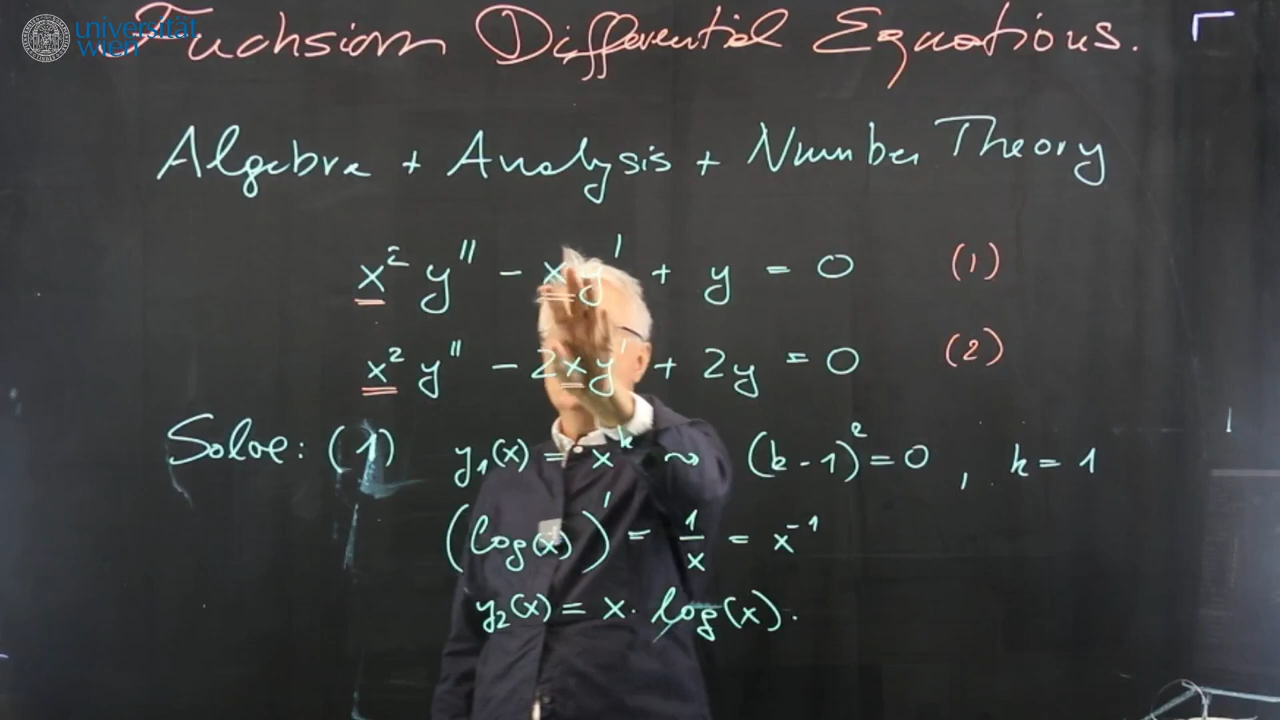 universität wien
Fuchsian Differential Equations.
Algebra + Analysis + Number Theory
x² y'' - x y' + y = 0 (1)
x² y'' - 2xy' + 2y = 0 (2)
Solve: (1) y₁(x) = x^k ⤳ (k-1)² = 0, k = 1
(log(x))' = 1/x = x⁻¹
y₂(x) = x · log(x).